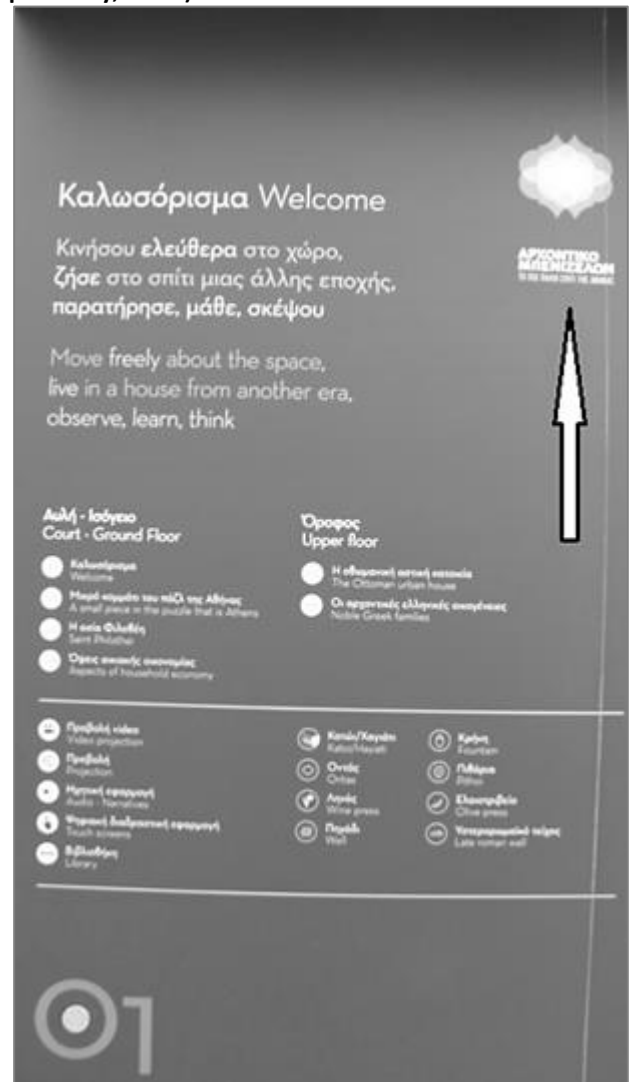 Καλωσόρισμα Welcome
Κινήσου ελεύθερα στο χώρο,
ζήσε στο σπίτι μιας άλλης εποχής,
παρατήρησε, μάθε, σκέψου
Move freely about the space,
live in a house from another era,
observe, learn, think
ΑΡΧΟΝΤΙΚΟ
ΜΠΕΝΙΖΕΛΩΝ
Αυλή - Ισόγειο
Court - Ground Floor
Καλωσόρισμα
Welcome
Μικρό κομμάτι του πάζλ της Αθήνας
A small piece in the puzzle that is Athens
Η οσία Φιλοθέη
Saint Philothei
Όψεις οικιακής οικονομίας
Aspects of household economy
Όροφος
Upper floor
Η οθωμανική αστική κατοικία
The Ottoman urban house
Οι αρχοντικές ελληνικές οικογένειες
Noble Greek families
Προβολή video
Video projection
Προβολή
Projection
Ηχητική εφαρμογή
Audio - Narratives
Ψηφιακή διαδραστική εφαρμογή
Touch screens
Βιβλιοθήκη
Library
Κατώι/Χαγιάτι
Katoi/Hayati
Οντάς
Ontas
Ληνός
Wine press
Πηγάδι
Well
Κρήνη
Fountain
Πιθάρια
Pithoi
Ελαιοτριβείο
Olive press
Υστερορωμαϊκό τείχος
Late roman wall
01